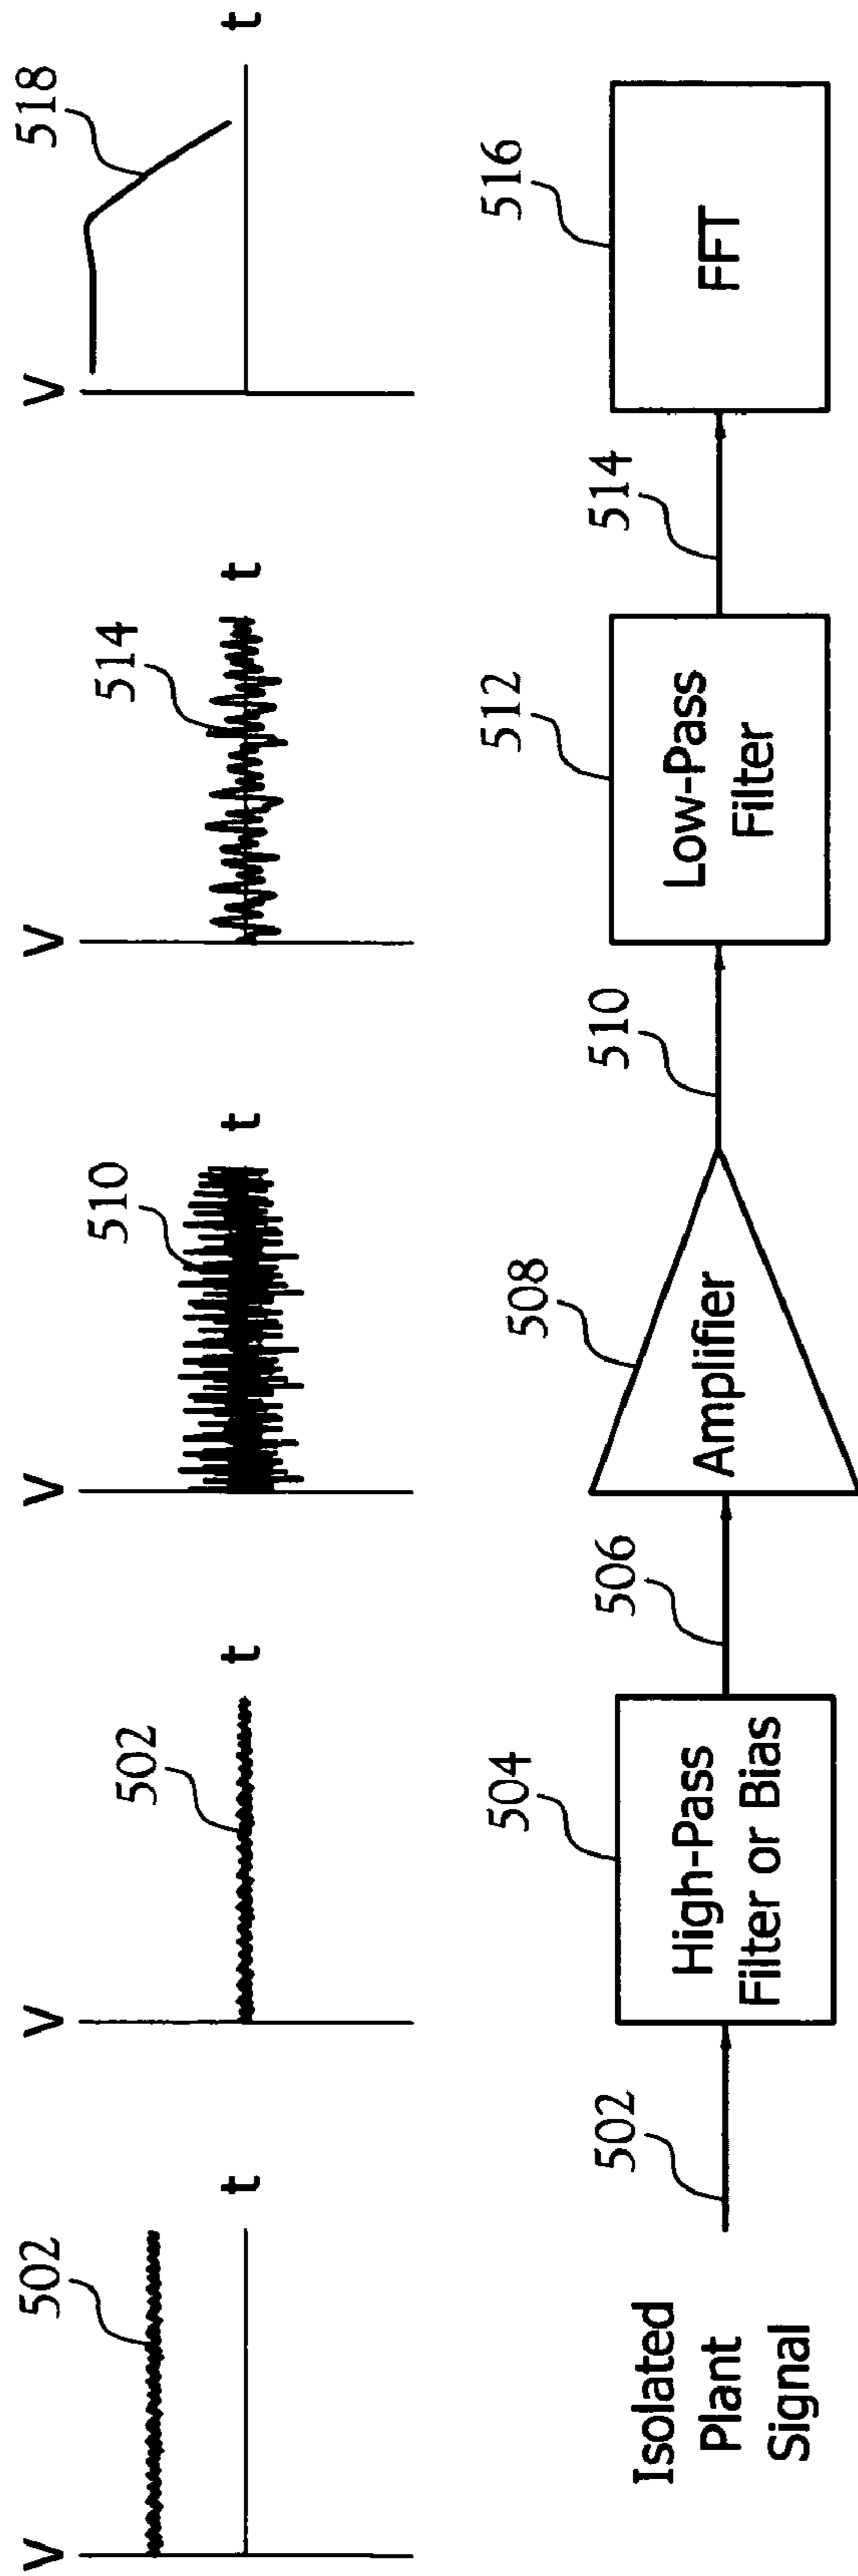 V
502
t
V
502
t
V
510
t
V
514
t
V
518
t
Isolated
Plant
Signal
502
504
High-Pass
Filter or Bias
506
508
Amplifier
510
512
Low-Pass
Filter
514
516
FFT